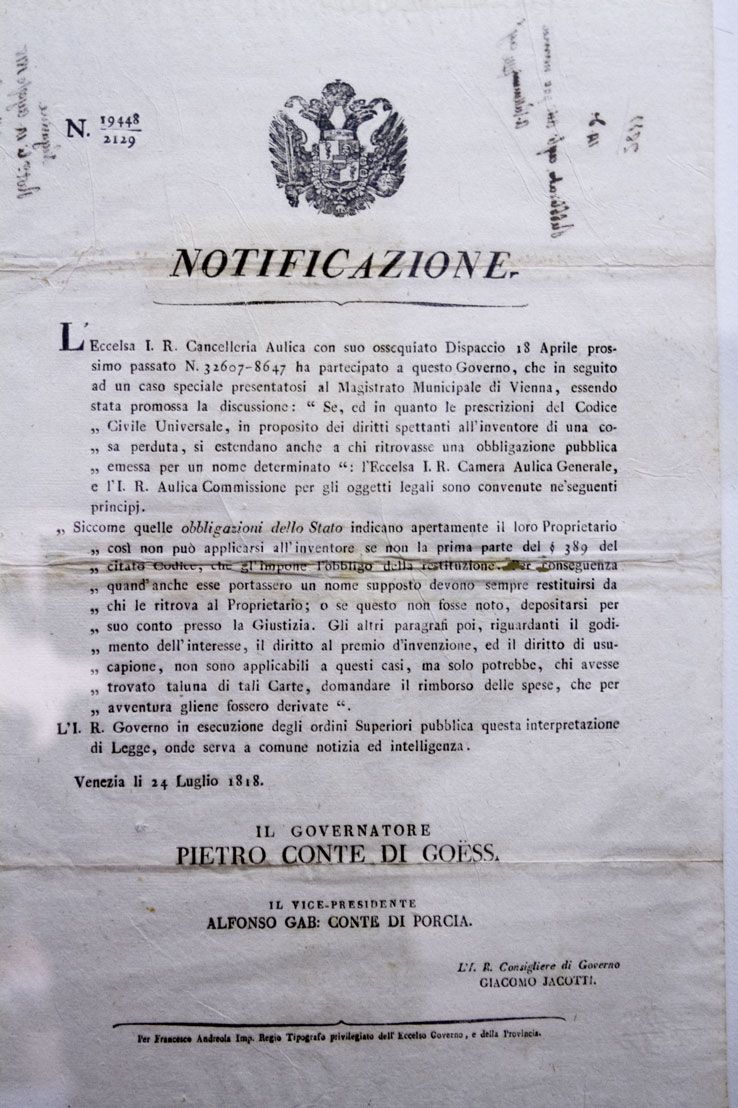 N. 19448
2129
NOTIFICAZIONE.
L'Eccelsa I. R. Cancelleria Aulica con suo ossequiato Dispaccio 18 Aprile pros-
simo passato N. 32607-8647 ha partecipato a questo Governo, che in seguito
ad un caso speciale presentatosi al Magistrato Municipale di Vienna, essendo
stata promossa la discussione: “ Se, ed in quanto le prescrizioni del Codice
„ Civile Universale, in proposito dei diritti spettanti all'inventore di una co-
„ sa perduta, si estendano anche a chi ritrovasse una obbligazione pubblica
„ emessa per un nome determinato “: l'Eccelsa I. R. Camera Aulica Generale,
e l'I. R. Aulica Commissione per gli oggetti legali sono convenute ne'seguenti
principj.
„ Siccome quelle obbligazioni dello Stato indicano apertamente il loro Proprietario
„ così non può applicarsi all'inventore se non la prima parte del § 389 del
„ citato Codice, che gl'impone l'obbligo della restituzione. Per conseguenza
„ quand'anche esse portassero un nome supposto devono sempre restituirsi da
„ chi le ritrova al Proprietario; o se questo non fosse noto, depositarsi per
„ suo conto presso la Giustizia. Gli altri paragrafi poi, riguardanti il godi-
„ mento dell'interesse, il diritto al premio d'invenzione, ed il diritto di usu-
„ capione, non sono applicabili a questi casi, ma solo potrebbe, chi avesse
„ trovato taluna di tali Carte, domandare il rimborso delle spese, che per
„ avventura gliene fossero derivate “.
L'I. R. Governo in esecuzione degli ordini Superiori pubblica questa interpretazione
di Legge, onde serva a comune notizia ed intelligenza.
Venezia li 24 Luglio 1818.
IL GOVERNATORE
PIETRO CONTE DI GOËSS.
IL VICE-PRESIDENTE
ALFONSO GAB: CONTE DI PORCIA.
L'I. R. Consigliere di Governo
GIACOMO JACOTTI.
Per Francesco Andreola Imp. Regio Tipografo privilegiato dell' Eccelso Governo, e della Provincia.